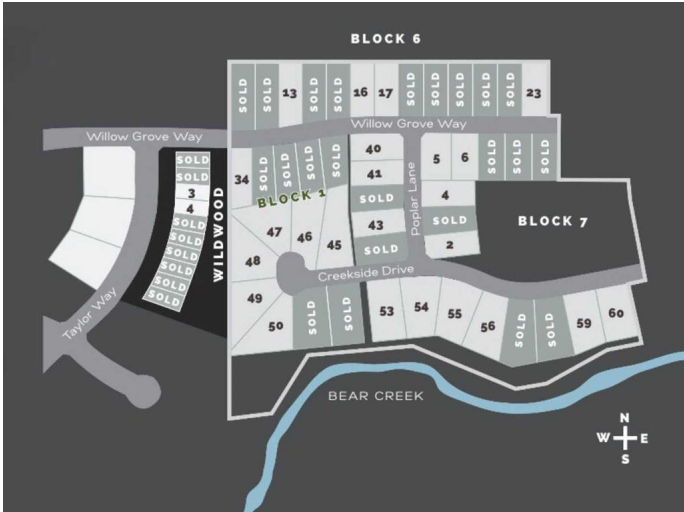 BLOCK 6
SOLD
SOLD
13
SOLD
SOLD
16
17
SOLD
SOLD
SOLD
SOLD
SOLD
23
Willow Grove Way
Willow Grove Way
SOLD
SOLD
3
4
SOLD
SOLD
SOLD
SOLD
SOLD
WILDWOOD
34
SOLD
SOLD
SOLD
SOLD
BLOCK 1
40
41
43
SOLD
Poplar Lane
5
6
SOLD
SOLD
SOLD
4
SOLD
2
BLOCK 7
47
46
45
48
49
50
Creekside Drive
SOLD
SOLD
53
54
55
56
SOLD
SOLD
59
60
Taylor Way
BEAR CREEK
N
W E
S